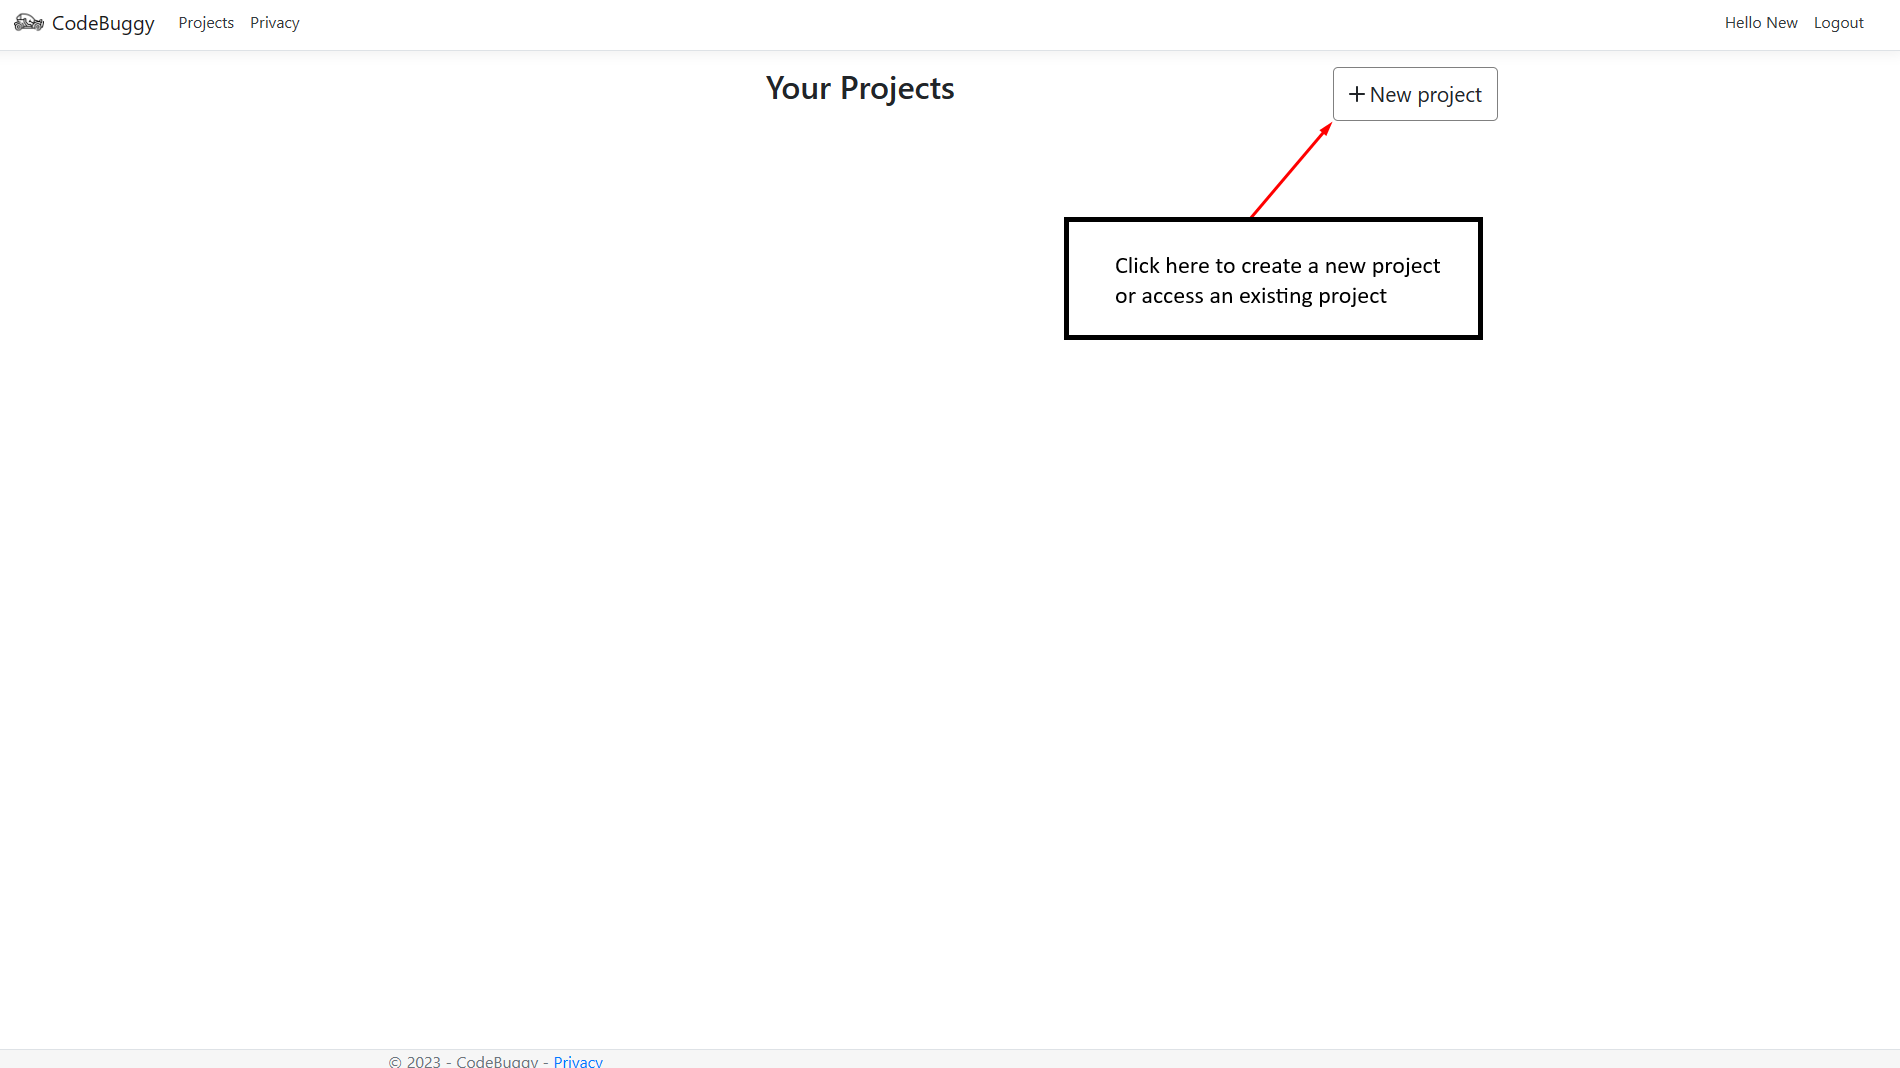 CodeBuggy Projects Privacy Hello New Logout
Your Projects
+ New project
Click here to create a new project
or access an existing project
© 2023 - CodeBuggy - Privacy